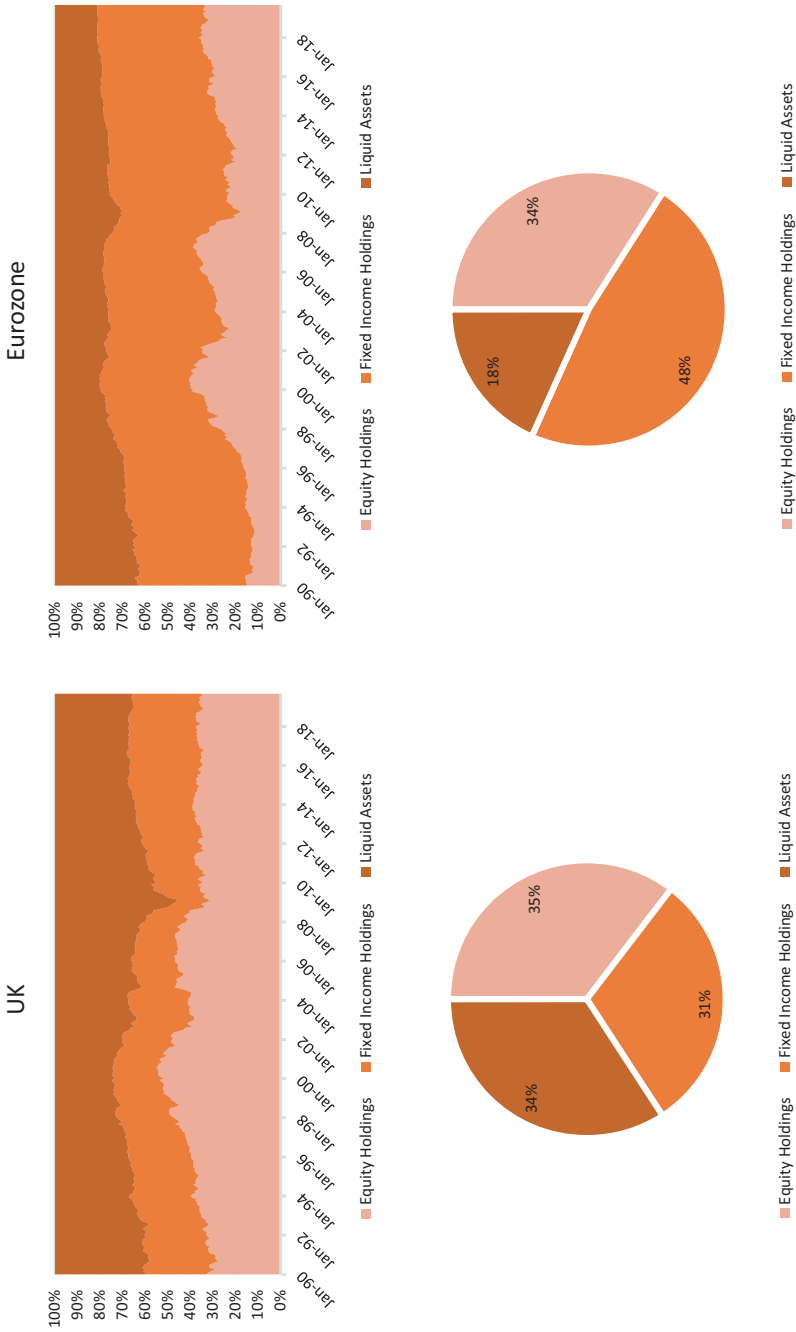 UK
100%
90%
80%
70%
60%
50%
40%
30%
20%
10%
0%
Jan-90
Jan-92
Jan-94
Jan-96
Jan-98
Jan-00
Jan-02
Jan-04
Jan-06
Jan-08
Jan-10
Jan-12
Jan-14
Jan-16
Jan-18
Equity Holdings Fixed Income Holdings Liquid Assets
Eurozone
100%
90%
80%
70%
60%
50%
40%
30%
20%
10%
0%
Jan-90
Jan-92
Jan-94
Jan-96
Jan-98
Jan-00
Jan-02
Jan-04
Jan-06
Jan-08
Jan-10
Jan-12
Jan-14
Jan-16
Jan-18
Equity Holdings Fixed Income Holdings Liquid Assets
34%
35%
31%
Equity Holdings Fixed Income Holdings Liquid Assets
18%
34%
48%
Equity Holdings Fixed Income Holdings Liquid Assets